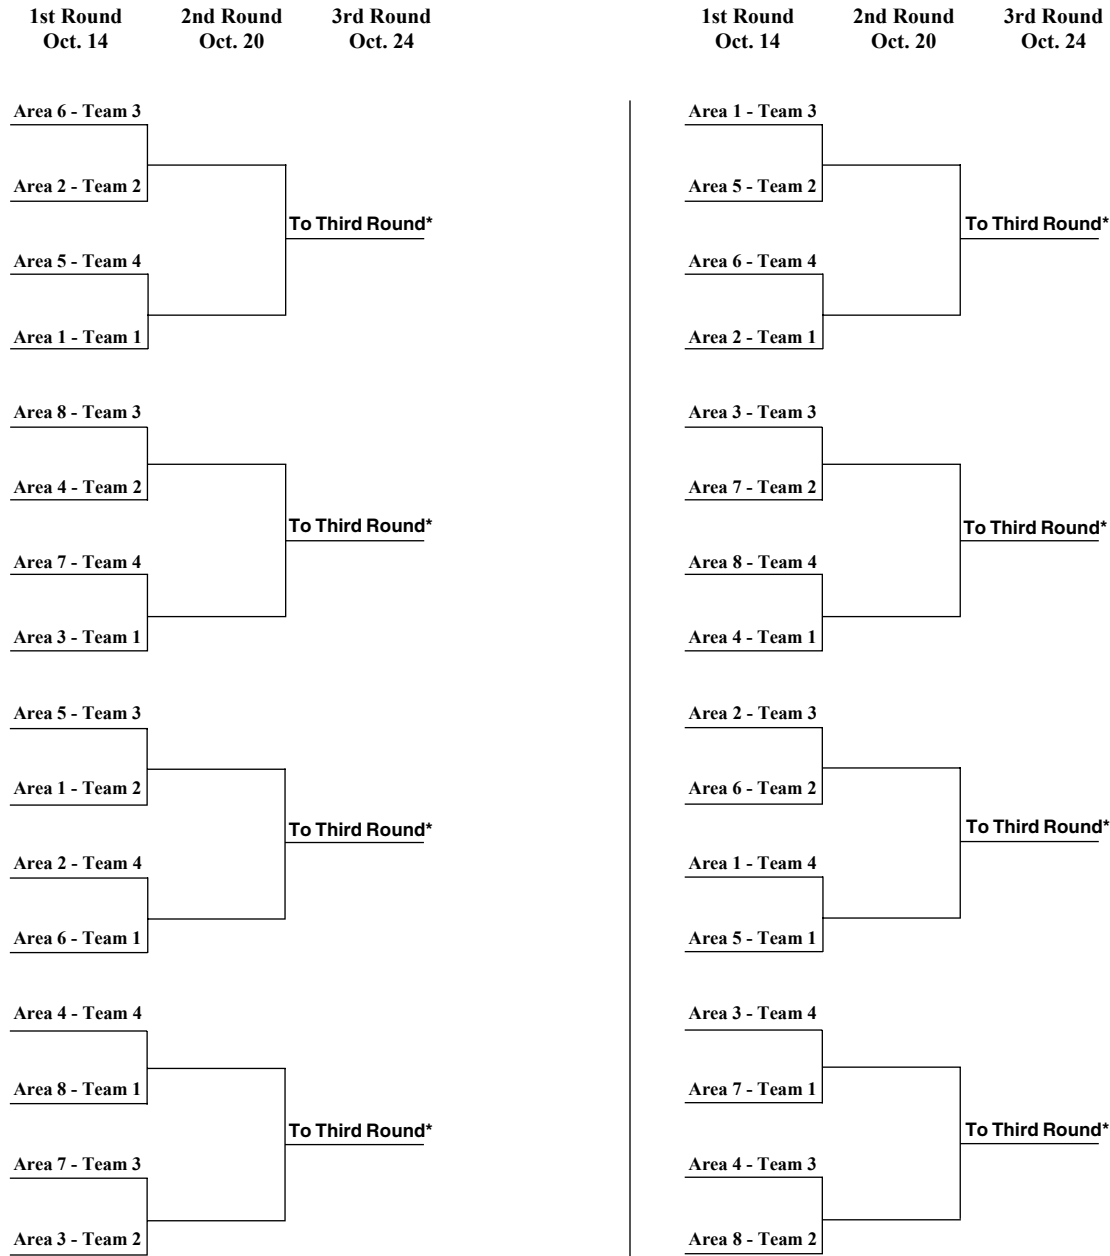 1st Round 2nd Round 3rd Round
Oct. 14 Oct. 20 Oct. 24
Area 6 - Team 3
Area 2 - Team 2
To Third Round*
Area 5 - Team 4
Area 1 - Team 1
Area 8 - Team 3
Area 4 - Team 2
To Third Round*
Area 7 - Team 4
Area 3 - Team 1
Area 5 - Team 3
Area 1 - Team 2
To Third Round*
Area 2 - Team 4
Area 6 - Team 1
Area 4 - Team 4
Area 8 - Team 1
To Third Round*
Area 7 - Team 3
Area 3 - Team 2
1st Round 2nd Round 3rd Round
Oct. 14 Oct. 20 Oct. 24
Area 1 - Team 3
Area 5 - Team 2
To Third Round*
Area 6 - Team 4
Area 2 - Team 1
Area 3 - Team 3
Area 7 - Team 2
To Third Round*
Area 8 - Team 4
Area 4 - Team 1
Area 2 - Team 3
Area 6 - Team 2
To Third Round*
Area 1 - Team 4
Area 5 - Team 1
Area 3 - Team 4
Area 7 - Team 1
To Third Round*
Area 4 - Team 3
Area 8 - Team 2